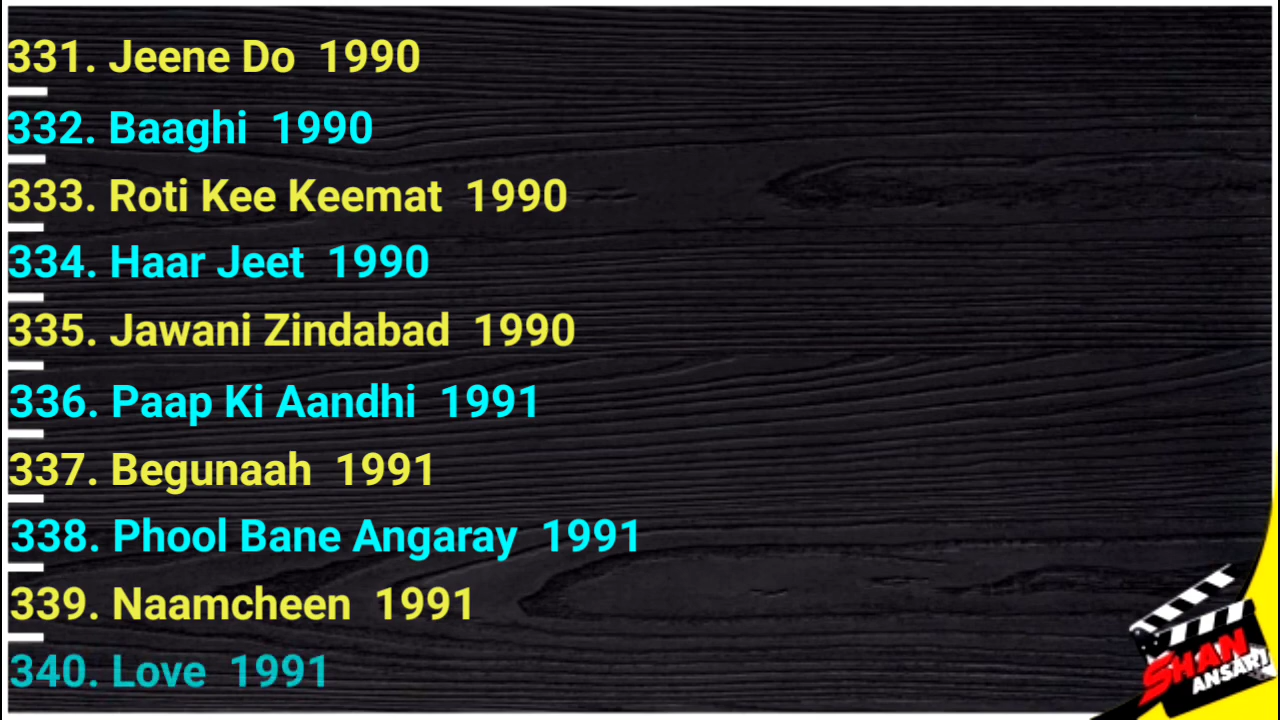 331. Jeene Do 1990
332. Baaghi 1990
333. Roti Kee Keemat 1990
334. Haar Jeet 1990
335. Jawani Zindabad 1990
336. Paap Ki Aandhi 1991
337. Begunaah 1991
338. Phool Bane Angaray 1991
339. Naamcheen 1991
340. Love 1991
SHAN
ANSARI